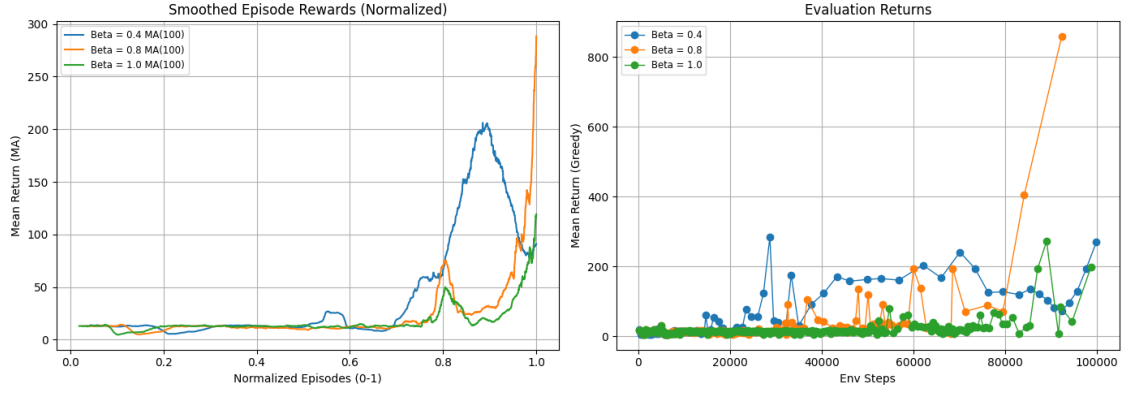 Smoothed Episode Rewards (Normalized)
300
250
200
150
100
50
0
Mean Return (MA)
Beta = 0.4 MA(100)
Beta = 0.8 MA(100)
Beta = 1.0 MA(100)
0.0 0.2 0.4 0.6 0.8 1.0
Normalized Episodes (0-1)
Evaluation Returns
800
600
400
200
0
Mean Return (Greedy)
Beta = 0.4
Beta = 0.8
Beta = 1.0
0 20000 40000 60000 80000 100000
Env Steps